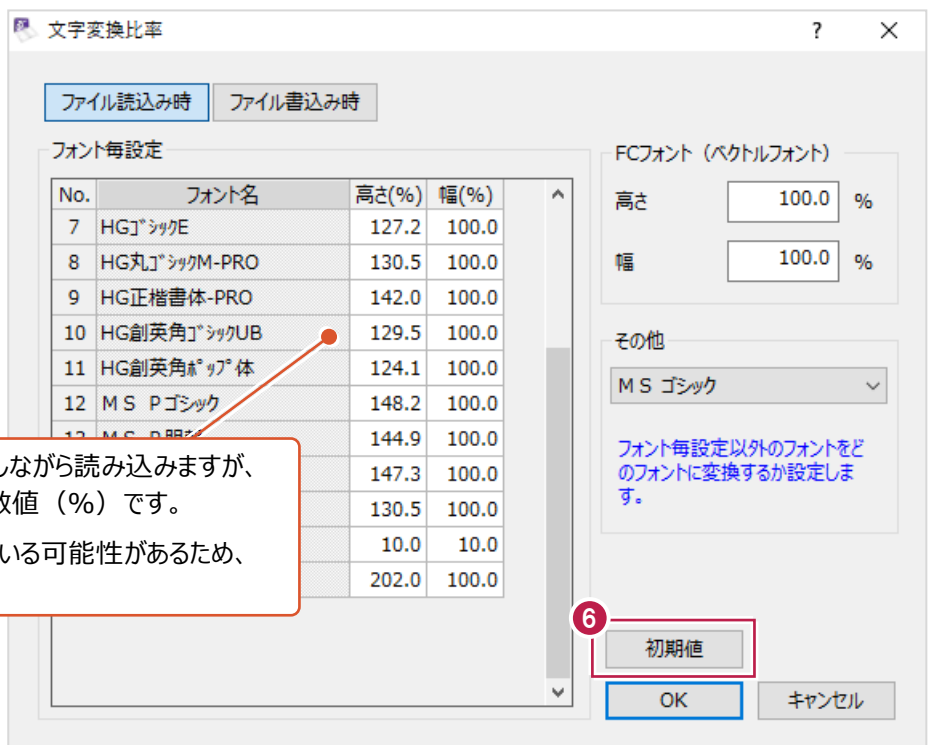 文字変換比率
ファイル読込み時 ファイル書込み時
フォント毎設定
No. フォント名 高さ(%) 幅(%)
7 HGｺﾞｼｯｸE 127.2 100.0
8 HG丸ｺﾞｼｯｸM-PRO 130.5 100.0
9 HG正楷書体-PRO 142.0 100.0
10 HG創英角ｺﾞｼｯｸUB 129.5 100.0
11 HG創英角ﾎﾟｯﾌﾟ体 124.1 100.0
12 ＭＳ Ｐゴシック 148.2 100.0
144.9 100.0
147.3 100.0
130.5 100.0
10.0 10.0
202.0 100.0
しながら読み込みますが、
数値（%）です。
いる可能性があるため、
FCフォント（ベクトルフォント）
高さ 100.0 %
幅 100.0 %
その他
ＭＳ ゴシック
フォント毎設定以外のフォントをど
のフォントに変換するか設定しま
す。
6
初期値
OK キャンセル